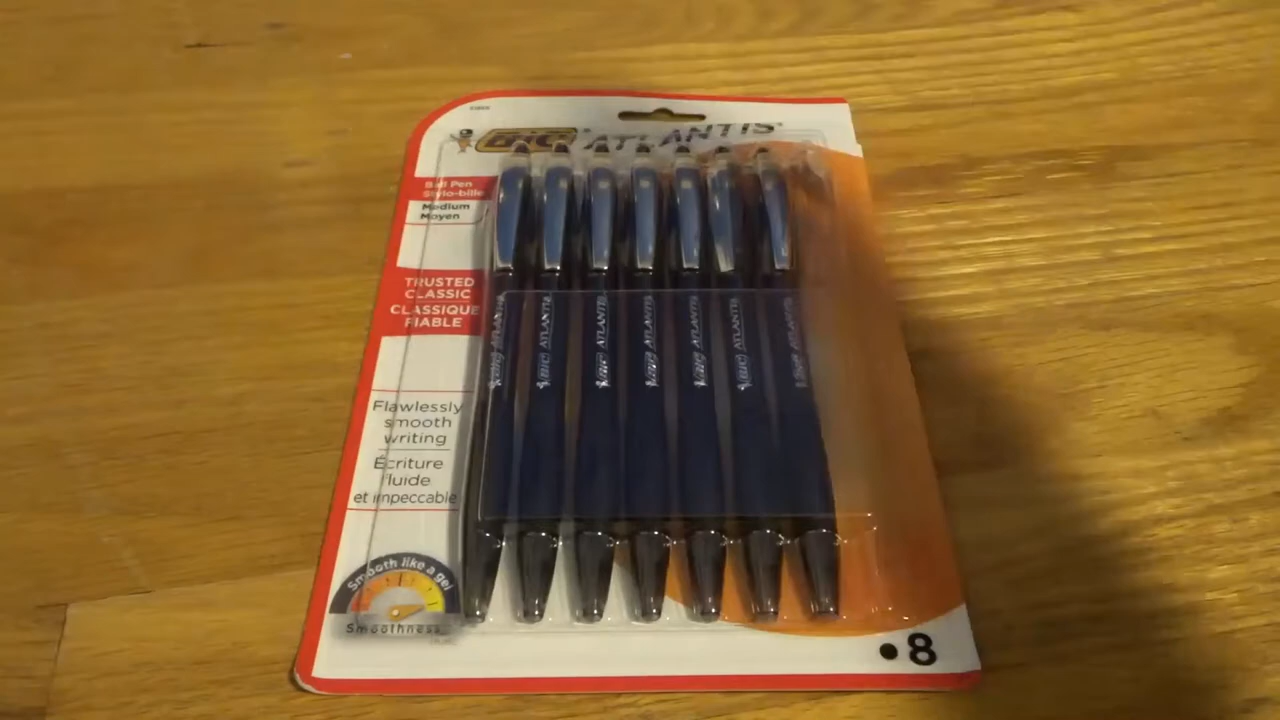 BIC ATLANTIS
Ball Pen
Stylo-bille
Medium
Moyen
TRUSTED
CLASSIC
CLASSIQUE
FIABLE
BIC ATLANTIS
BIC ATLANTIS
BIC ATLANTIS
BIC ATLANTIS
BIC ATLANTIS
BIC ATLANTIS
BIC ATLANTIS
Flawlessly
smooth
writing
Écriture
fluide
et impeccable
Smooth like a gel
Smoothness
8